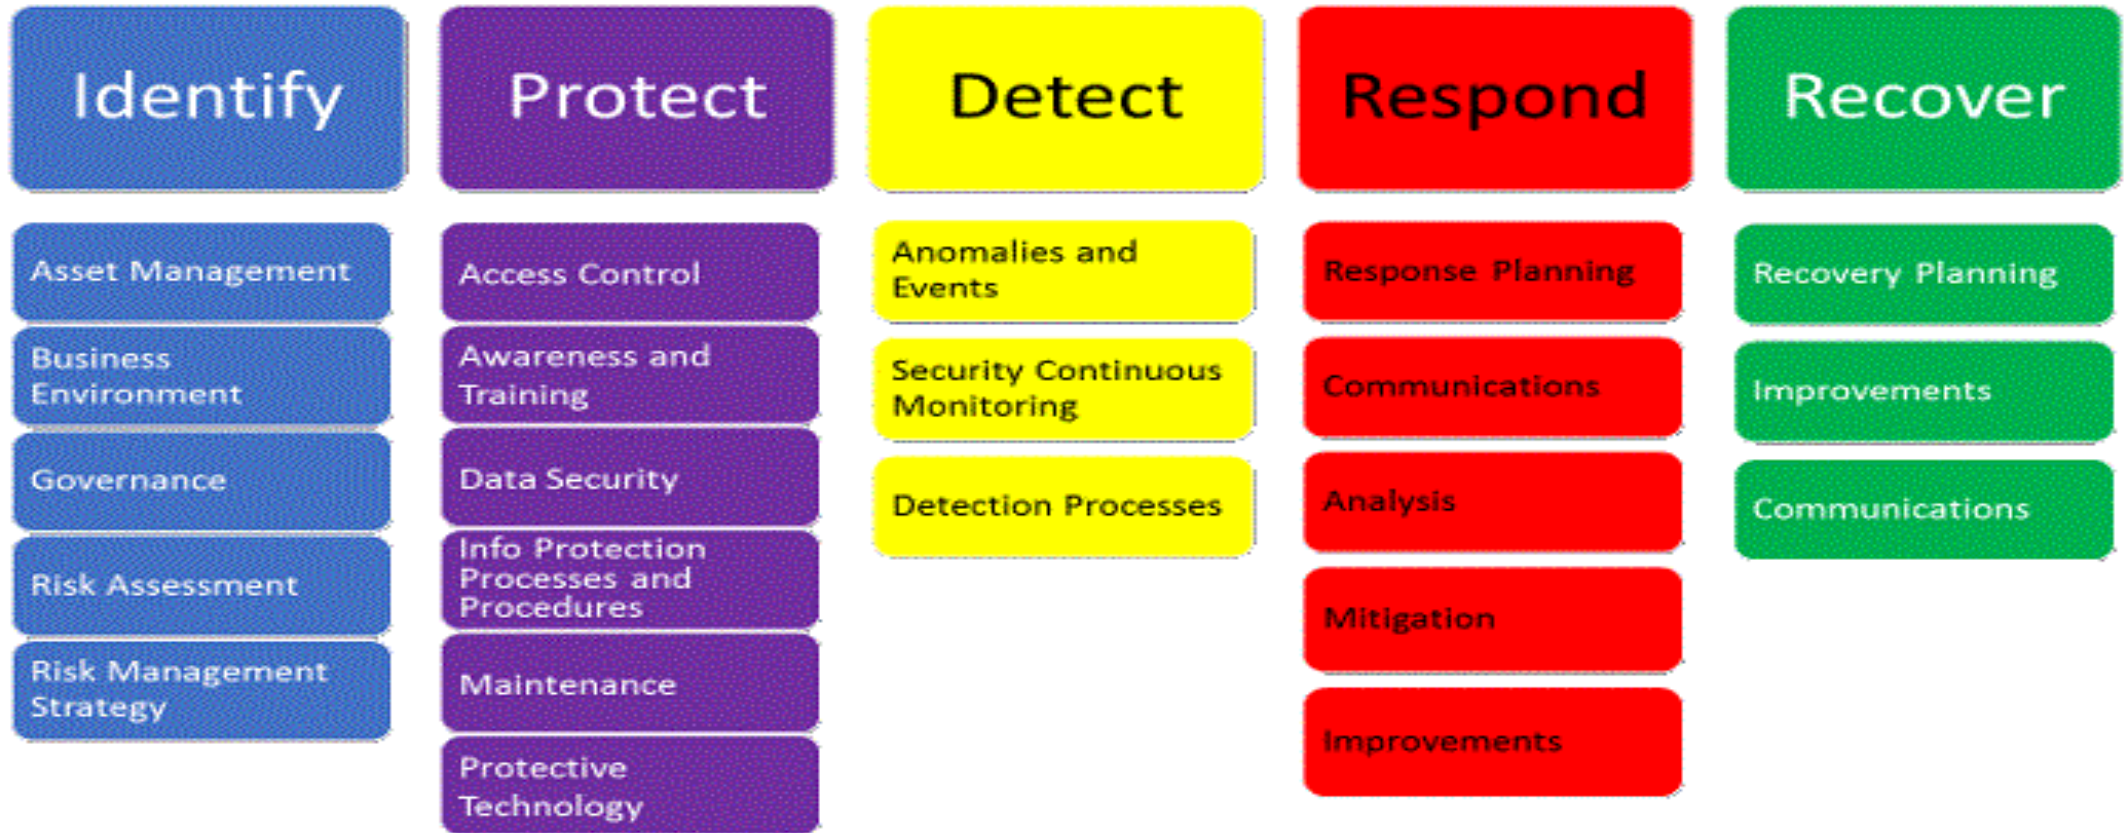 Identify
Asset Management
Business
Environment
Governance
Risk Assessment
Risk Management
Strategy
Protect
Access Control
Awareness and
Training
Data Security
Info Protection
Processes and
Procedures
Maintenance
Protective
Technology
Detect
Anomalies and
Events
Security Continuous
Monitoring
Detection Processes
Respond
Response Planning
Communications
Analysis
Mitigation
Improvements
Recover
Recovery Planning
Improvements
Communications